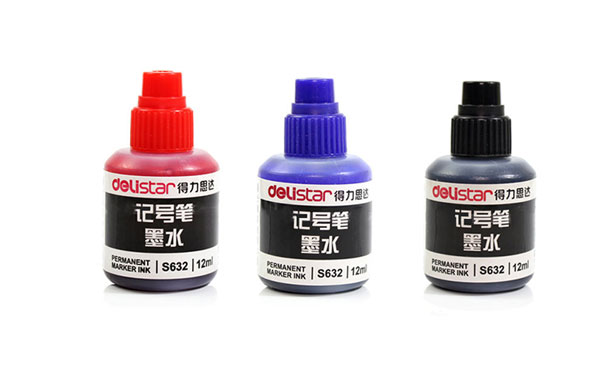 delistar 得力思达
记号笔
墨水
PERMANENT
MARKER INK | S632 | 12ml
delistar 得力思达
记号笔
墨水
PERMANENT
MARKER INK | S632 | 12ml
delistar 得力思达
记号笔
墨水
PERMANENT
MARKER INK | S632 | 12ml